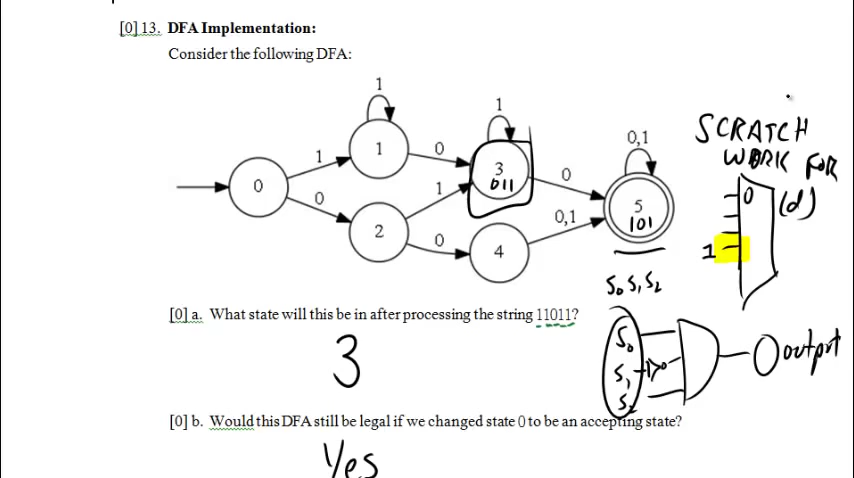 [0] 13. DFA Implementation:
Consider the following DFA:
1
1
0,1
1
0
1
0
1
0
0
0,1
0
1
2
3
011
4
5
101
S0 S1 S2
SCRATCH
WORK FOR
(d)
0
1
[0] a. What state will this be in after processing the string 11011?
3
S0
S1
S2
output
[0] b. Would this DFA still be legal if we changed state 0 to be an accepting state?
Yes